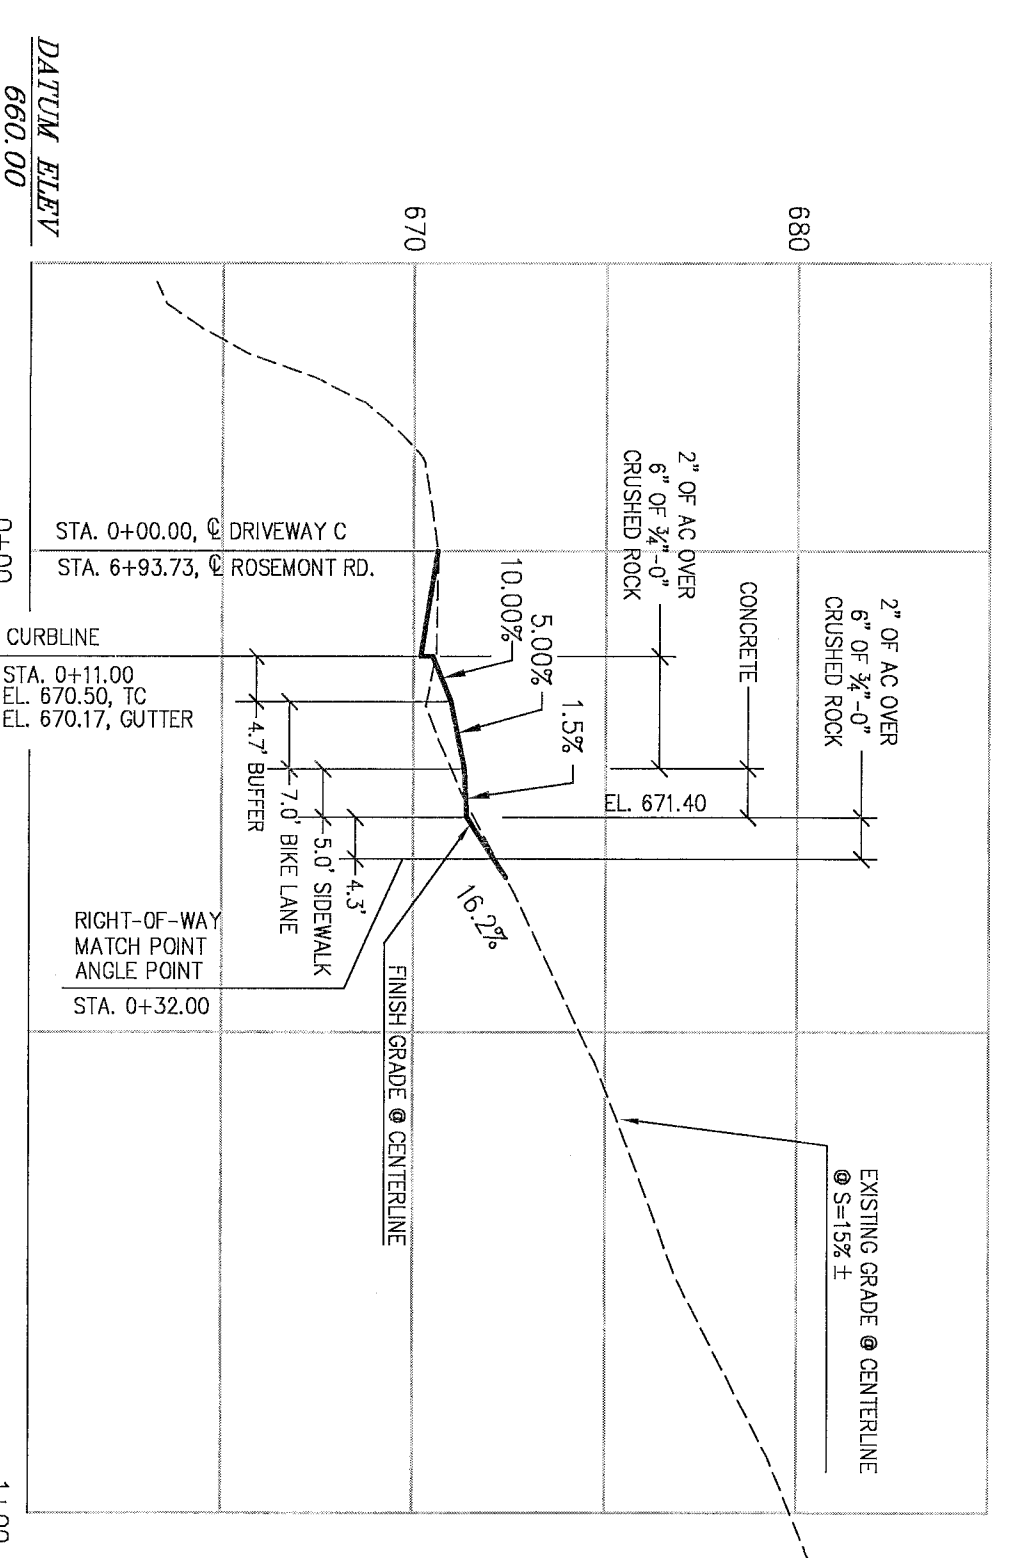 DATUM ELEV
660.00
670
680
2" OF AC OVER
6" OF ¾"-0"
CRUSHED ROCK
CONCRETE
2" OF AC OVER
6" OF ¾"-0"
CRUSHED ROCK
STA. 0+00.00, ℄ DRIVEWAY C
STA. 6+93.73, ℄ ROSEMONT RD.
10.00%
5.00%
1.5%
EL. 671.40
16.2%
0+00
CURBLINE
STA. 0+11.00
EL. 670.50, TC
EL. 670.17, GUTTER
4.7' BUFFER
7.0' BIKE LANE
5.0' SIDEWALK
4.3'
RIGHT-OF-WAY
MATCH POINT
ANGLE POINT
STA. 0+32.00
FINISH GRADE @ CENTERLINE
EXISTING GRADE @ CENTERLINE
@ S=15% ±
1+00